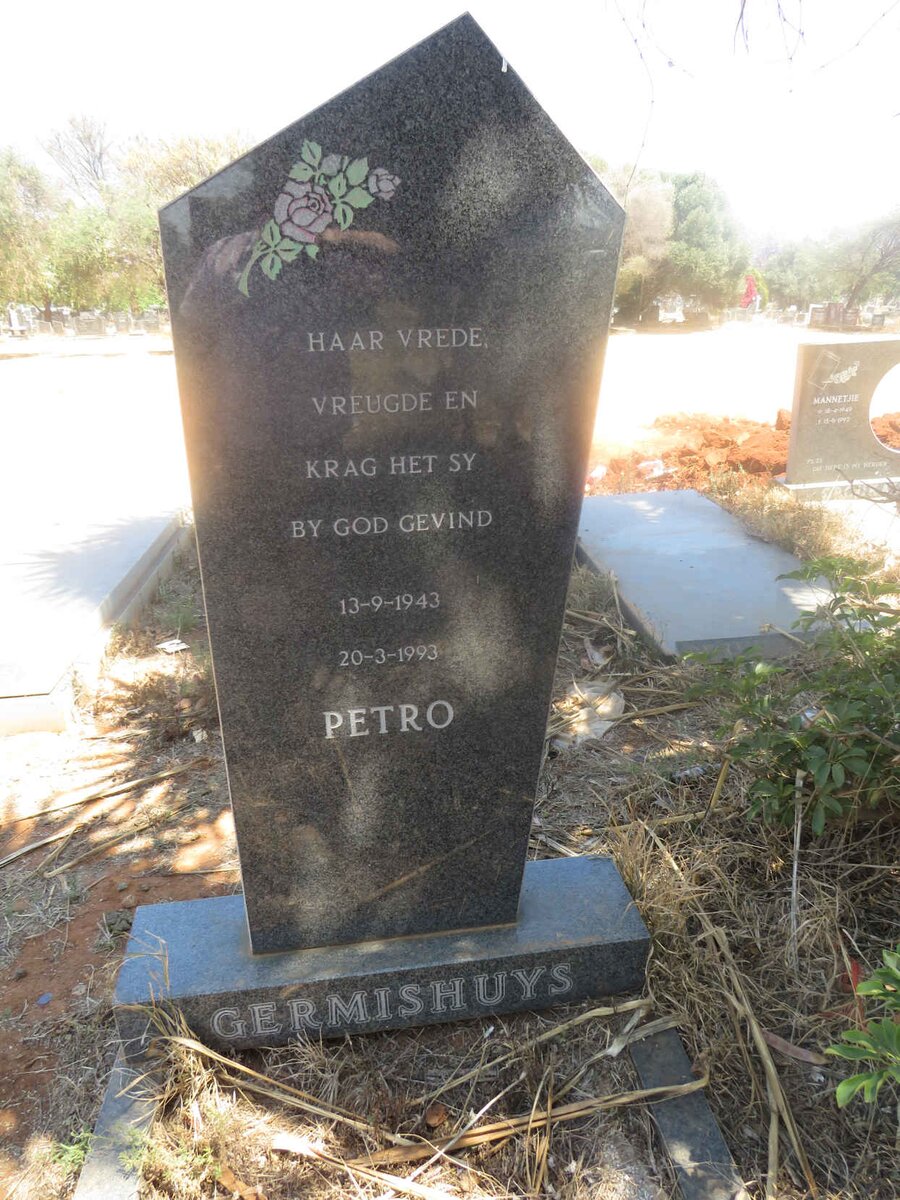 HAAR VREDE,
VREUGDE EN
KRAG HET SY
BY GOD GEVIND
13-9-1943
20-3-1993
PETRO
GERMISHUYS
MANNETJIE